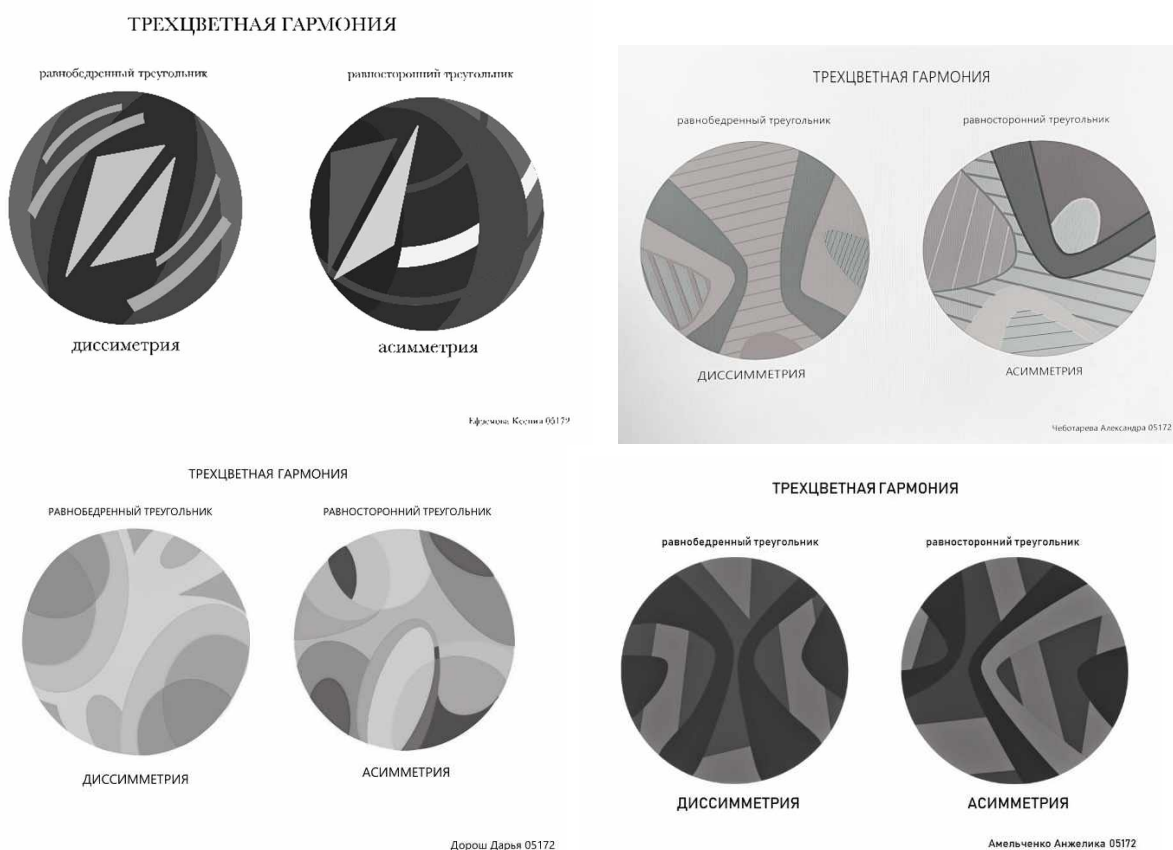 ТРЕХЦВЕТНАЯ ГАРМОНИЯ
равнобедренный треугольник
равносторонний треугольник
диссиметрия
асимметрия
Ефремова Ксения 05172
ТРЕХЦВЕТНАЯ ГАРМОНИЯ
равнобедренный треугольник
равносторонний треугольник
ДИССИММЕТРИЯ
АСИММЕТРИЯ
Чеботарева Александра 05172
ТРЕХЦВЕТНАЯ ГАРМОНИЯ
РАВНОБЕДРЕННЫЙ ТРЕУГОЛЬНИК
РАВНОСТОРОННИЙ ТРЕУГОЛЬНИК
ДИССИММЕТРИЯ
АСИММЕТРИЯ
Дорош Дарья 05172
ТРЕХЦВЕТНАЯ ГАРМОНИЯ
равнобедренный треугольник
равносторонний треугольник
ДИССИММЕТРИЯ
АСИММЕТРИЯ
Амельченко Анжелика 05172